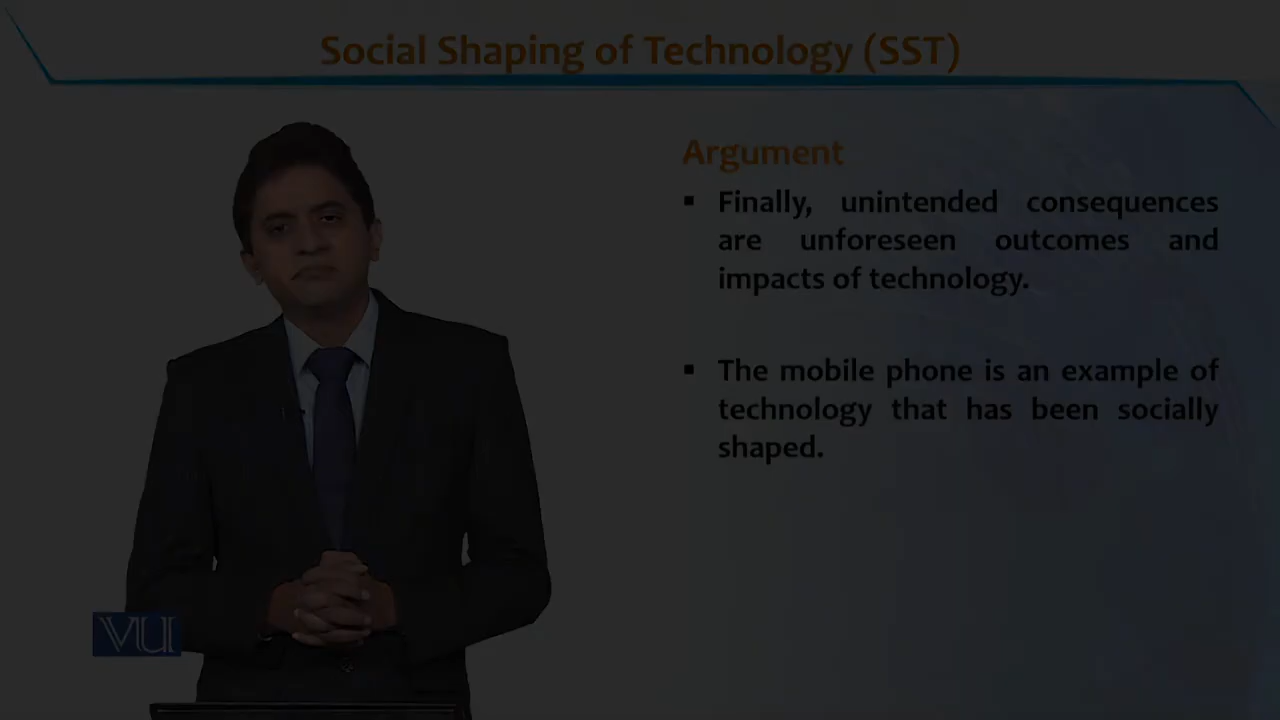 Social Shaping of Technology (SST)
Argument
▪ Finally, unintended consequences
are unforeseen outcomes and
impacts of technology.
▪ The mobile phone is an example of
technology that has been socially
shaped.
VU